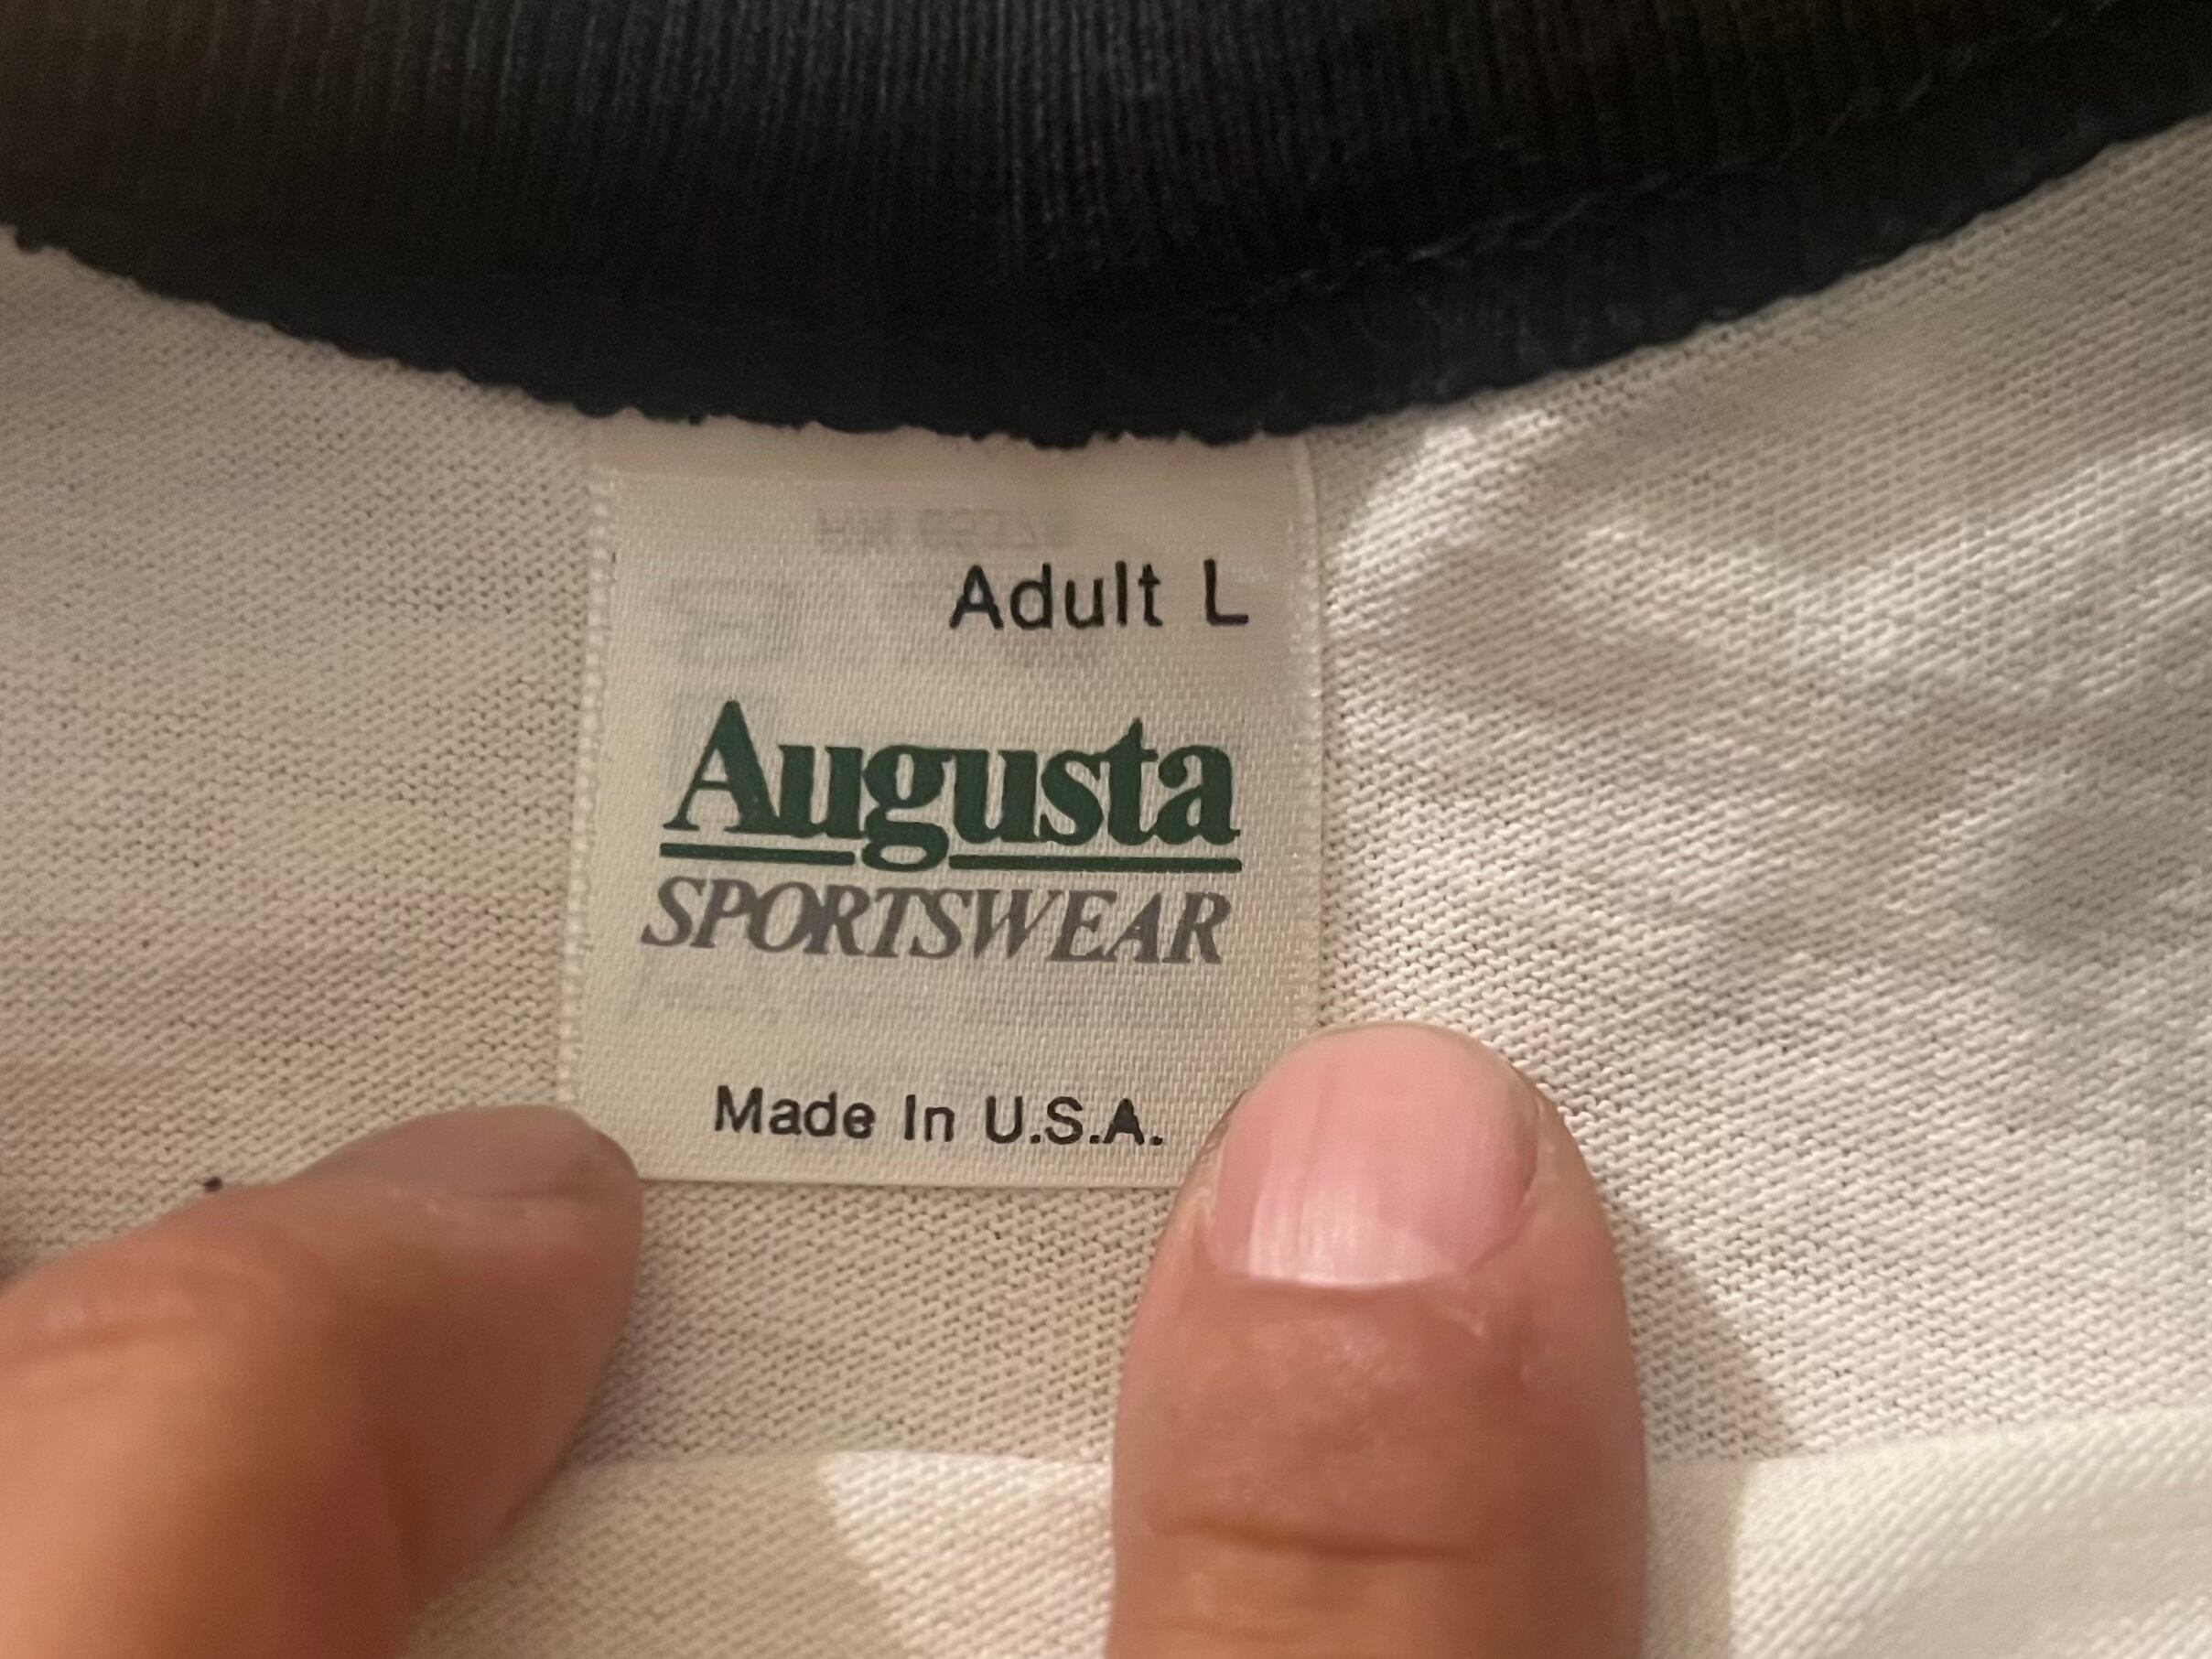 Adult L
Augusta
SPORTSWEAR
Made In U.S.A.